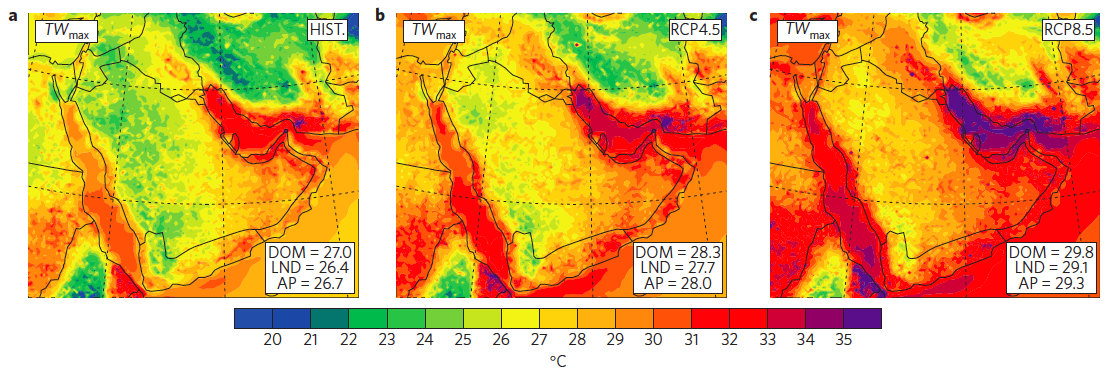 a
TWmax
HIST.
DOM = 27.0
LND = 26.4
AP = 26.7
b
TWmax
RCP4.5
DOM = 28.3
LND = 27.7
AP = 28.0
c
TWmax
RCP8.5
DOM = 29.8
LND = 29.1
AP = 29.3
20 21 22 23 24 25 26 27 28 29 30 31 32 33 34 35
°C